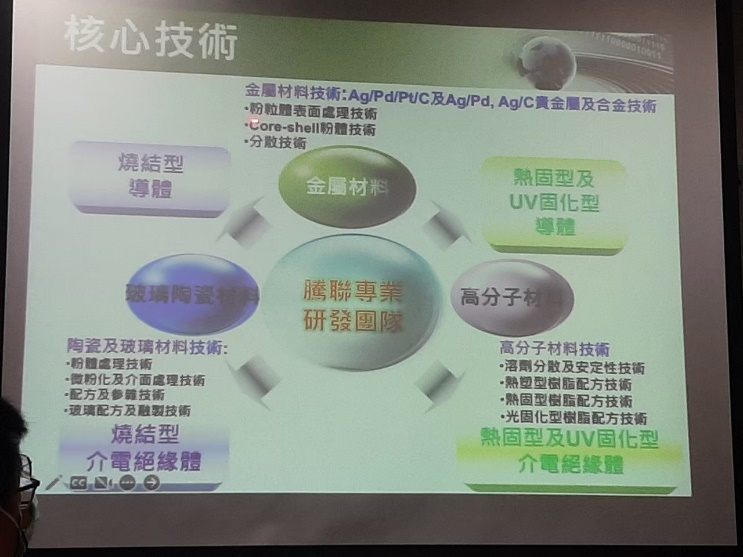 核心技術
金屬材料技術:Ag/Pd/Pt/C及Ag/Pd, Ag/C貴金屬及合金技術
•粉粒體表面處理技術
•Core-shell粉體技術
•分散技術
燒結型
導體
金屬材料
熱固型及
UV固化型
導體
玻璃陶瓷材料
騰聯專業
研發團隊
高分子材料
陶瓷及玻璃材料技術:
•粉體處理技術
•微粉化及介面處理技術
•配方及參雜技術
•玻璃配方及融製技術
高分子材料技術
•溶劑分散及安定性技術
•熱塑型樹脂配方技術
•熱固型樹脂配方技術
•光固化型樹脂配方技術
燒結型
介電絕緣體
熱固型及UV固化型
介電絕緣體
CC